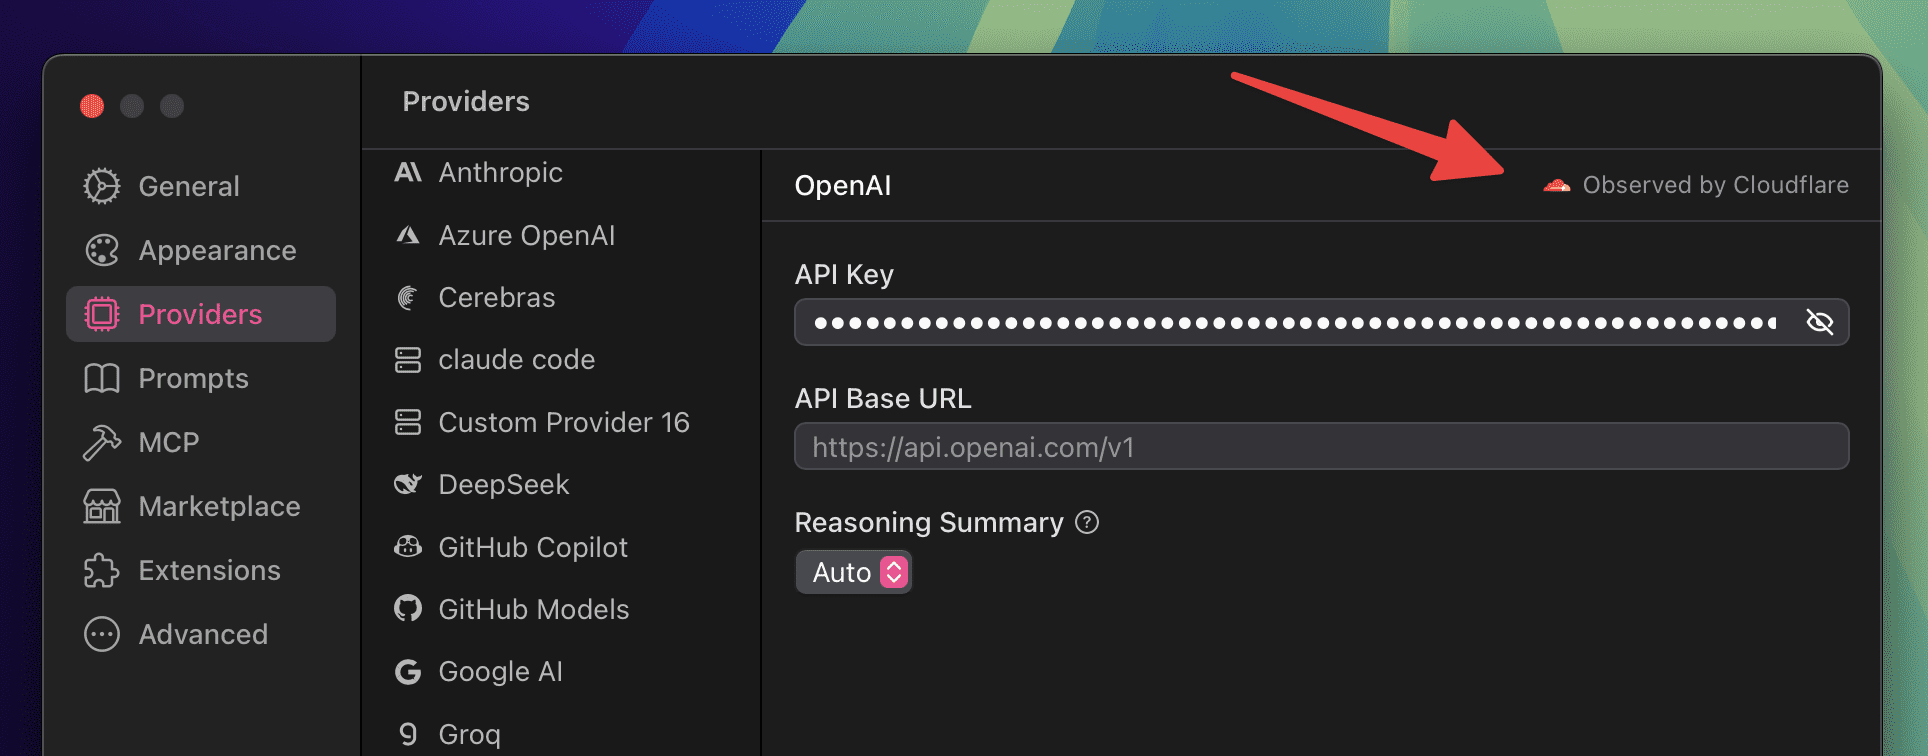 Providers
General
Appearance
Providers
Prompts
MCP
Marketplace
Extensions
Advanced
Anthropic
Azure OpenAI
Cerebras
claude code
Custom Provider 16
DeepSeek
GitHub Copilot
GitHub Models
Google AI
Groq
OpenAI
Observed by Cloudflare
API Key
API Base URL
https://api.openai.com/v1
Reasoning Summary
Auto